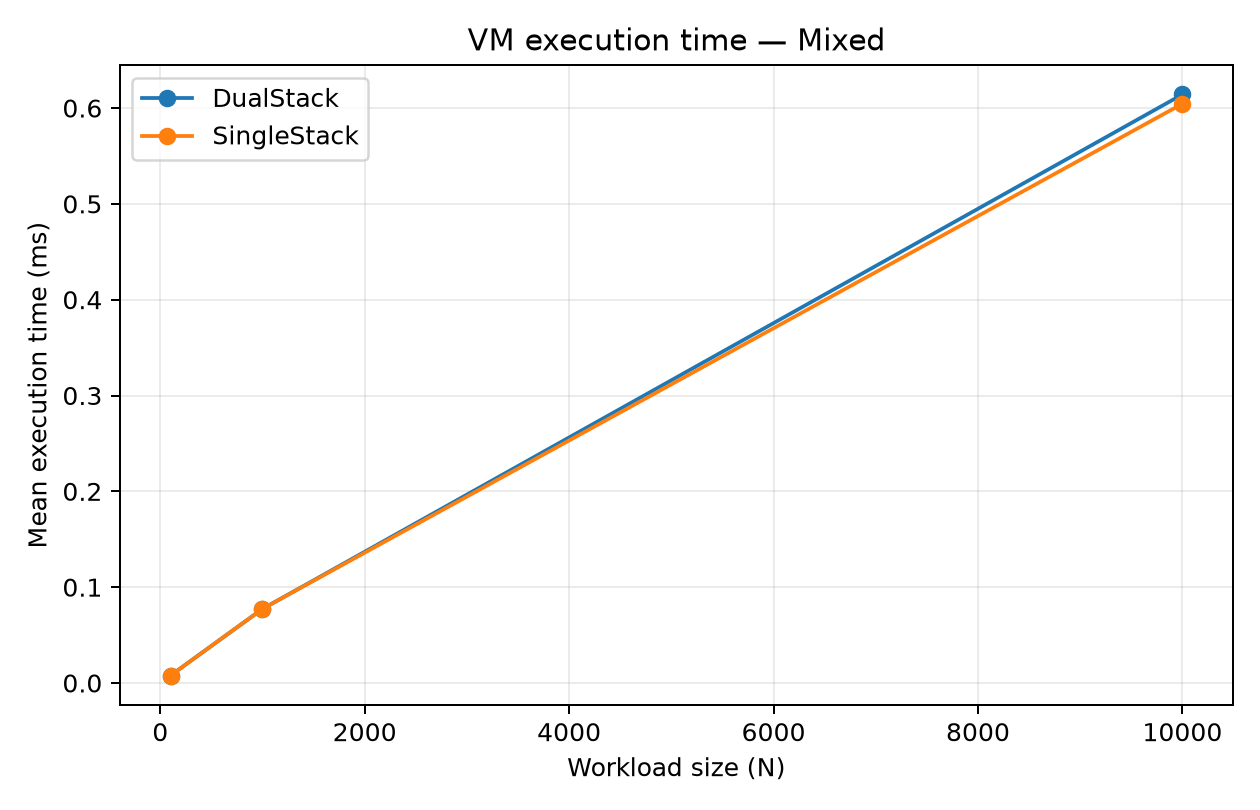 VM execution time — Mixed
DualStack
SingleStack
Mean execution time (ms)
0.6
0.5
0.4
0.3
0.2
0.1
0.0
0 2000 4000 6000 8000 10000
Workload size (N)